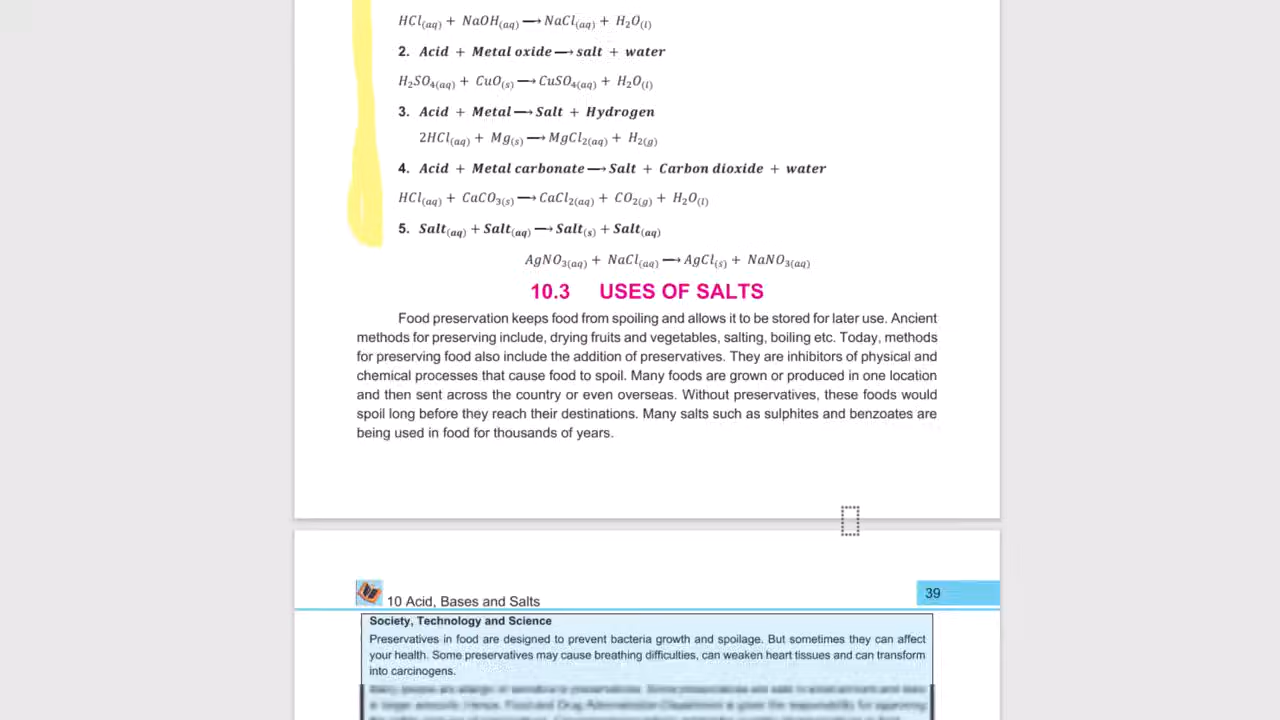 HCl(aq) + NaOH(aq) ⟶ NaCl(aq) + H₂O(l)
2. Acid + Metal oxide ⟶ salt + water
H₂SO₄(aq) + CuO(s) ⟶ CuSO₄(aq) + H₂O(l)
3. Acid + Metal ⟶ Salt + Hydrogen
2HCl(aq) + Mg(s) ⟶ MgCl₂(aq) + H₂(g)
4. Acid + Metal carbonate ⟶ Salt + Carbon dioxide + water
HCl(aq) + CaCO₃(s) ⟶ CaCl₂(aq) + CO₂(g) + H₂O(l)
5. Salt(aq) + Salt(aq) ⟶ Salt(s) + Salt(aq)
AgNO₃(aq) + NaCl(aq) ⟶ AgCl(s) + NaNO₃(aq)
10.3 USES OF SALTS
Food preservation keeps food from spoiling and allows it to be stored for later use. Ancient
methods for preserving include, drying fruits and vegetables, salting, boiling etc. Today, methods
for preserving food also include the addition of preservatives. They are inhibitors of physical and
chemical processes that cause food to spoil. Many foods are grown or produced in one location
and then sent across the country or even overseas. Without preservatives, these foods would
spoil long before they reach their destinations. Many salts such as sulphites and benzoates are
being used in food for thousands of years.
10 Acid, Bases and Salts
39
Society, Technology and Science
Preservatives in food are designed to prevent bacteria growth and spoilage. But sometimes they can affect
your health. Some preservatives may cause breathing difficulties, can weaken heart tissues and can transform
into carcinogens.